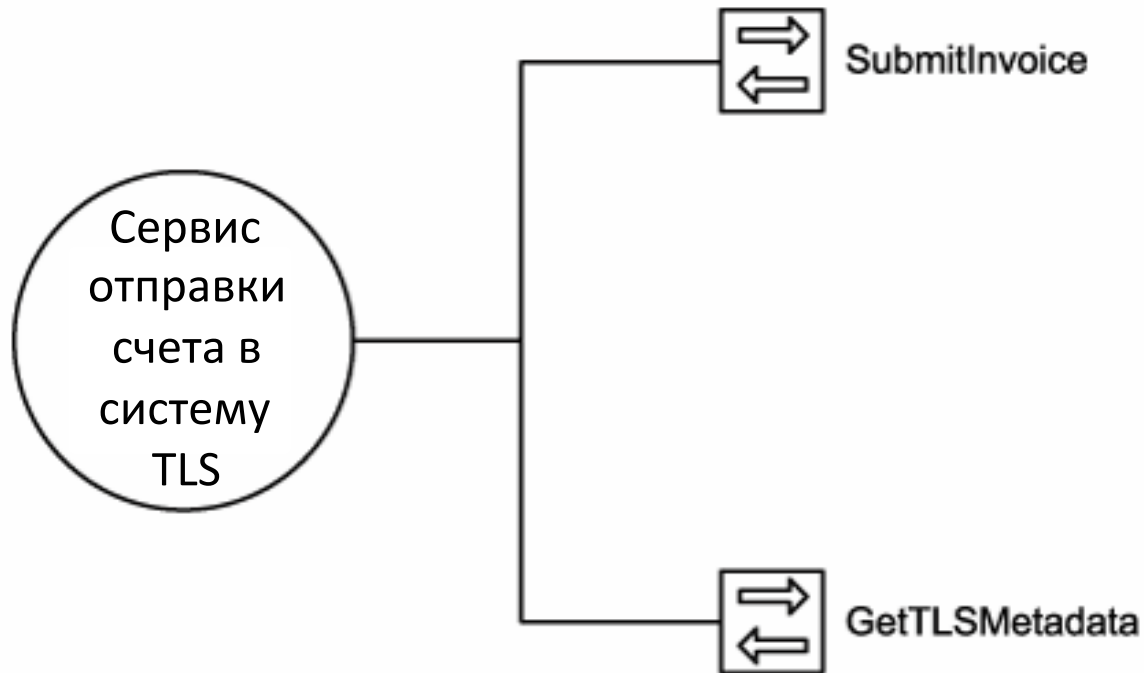 SubmitInvoice
Сервис
отправки
счета в
систему
TLS
GetTLSMetadata